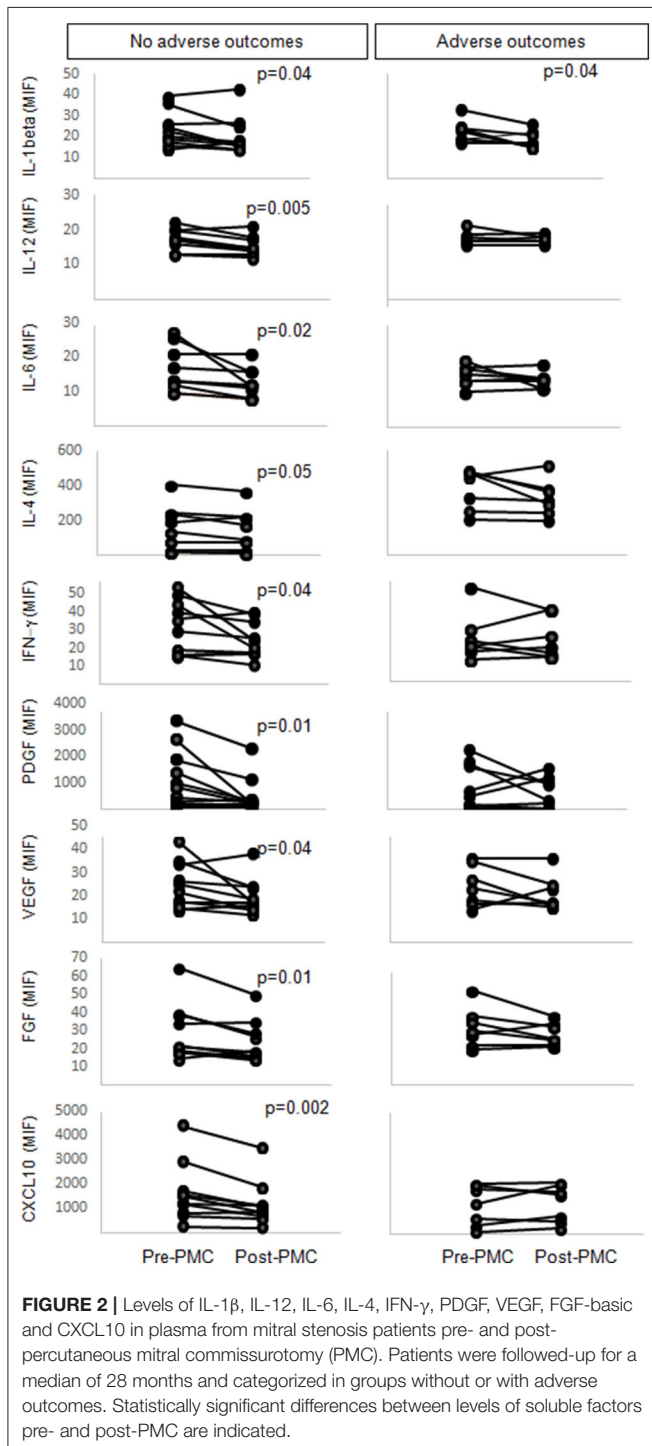 No adverse outcomes
Adverse outcomes
IL-1beta (MIF)
50
40
30
20
10
p=0.04
p=0.04
IL-12 (MIF)
30
20
10
p=0.005
IL-6 (MIF)
30
20
10
p=0.02
IL-4 (MIF)
600
400
200
p=0.05
IFN-γ (MIF)
50
40
30
20
10
p=0.04
PDGF (MIF)
4000
3000
2000
1000
p=0.01
VEGF (MIF)
50
40
30
20
10
p=0.04
FGF (MIF)
70
60
50
40
30
20
10
p=0.01
CXCL10 (MIF)
5000
4000
3000
2000
1000
p=0.002
Pre-PMC Post-PMC
Pre-PMC Post-PMC
FIGURE 2 | Levels of IL-1β, IL-12, IL-6, IL-4, IFN-γ, PDGF, VEGF, FGF-basic
and CXCL10 in plasma from mitral stenosis patients pre- and post-
percutaneous mitral commissurotomy (PMC). Patients were followed-up for a
median of 28 months and categorized in groups without or with adverse
outcomes. Statistically significant differences between levels of soluble factors
pre- and post-PMC are indicated.